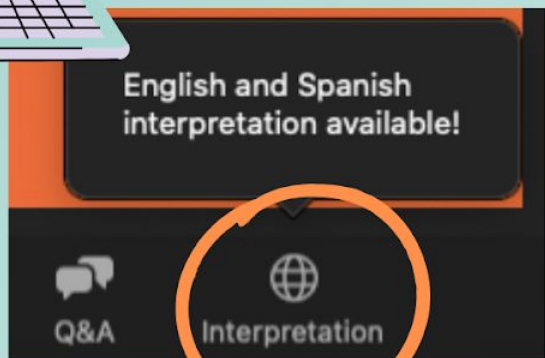 English and Spanish
interpretation available!
Q&A
Interpretation